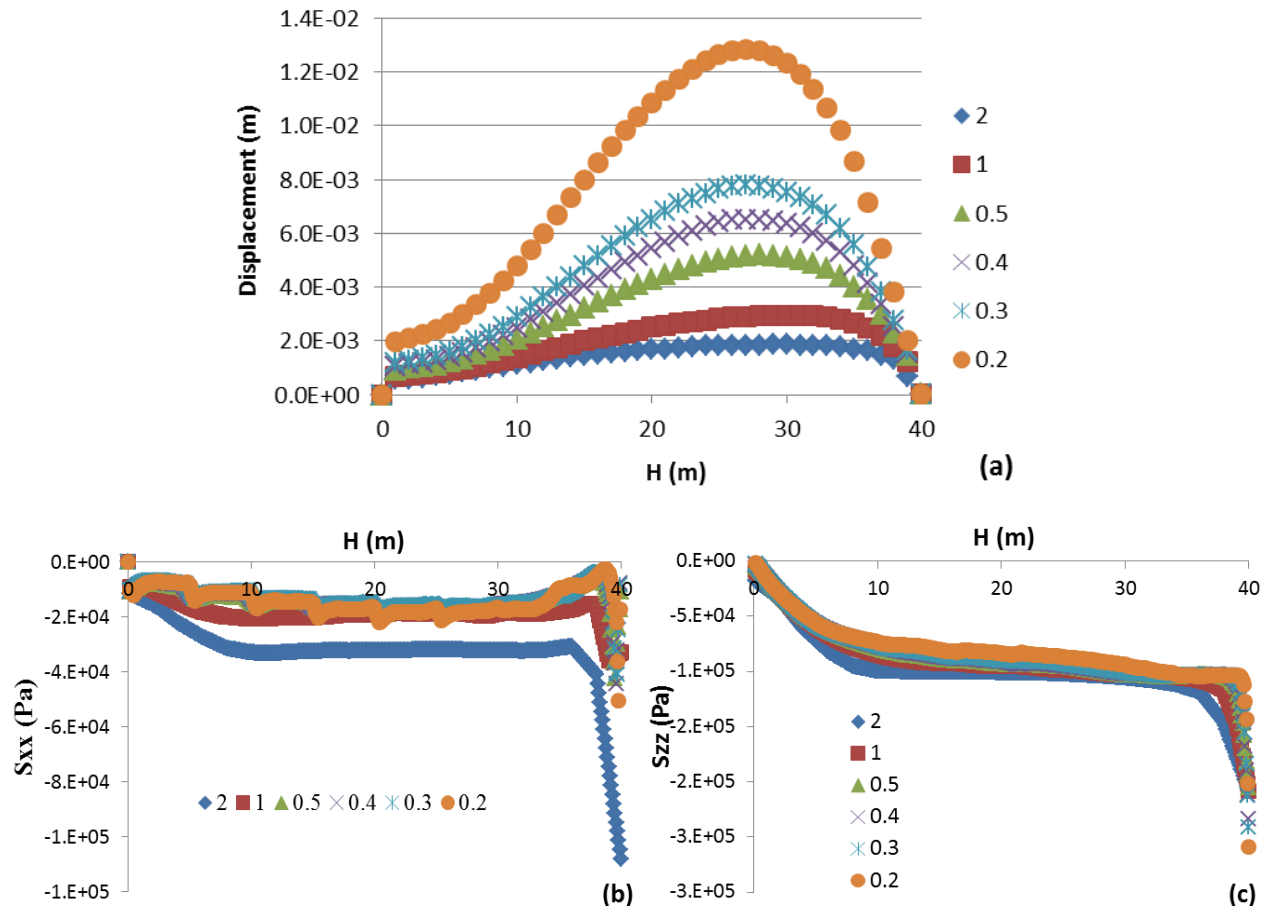 1.4E-02
1.2E-02
1.0E-02
8.0E-03
6.0E-03
4.0E-03
2.0E-03
0.0E+00
Displacement (m)
0 10 20 30 40
H (m)
2
1
0.5
0.4
0.3
0.2
(a)
H (m)
0.E+00
-2.E+04
-4.E+04
-6.E+04
-8.E+04
-1.E+05
-1.E+05
Sxx (Pa)
0 10 20 30 40
2 1 0.5 0.4 0.3 0.2
(b)
H (m)
0.E+00
-5.E+04
-1.E+05
-2.E+05
-2.E+05
-3.E+05
-3.E+05
Szz (Pa)
0 10 20 30 40
2
1
0.5
0.4
0.3
0.2
(c)